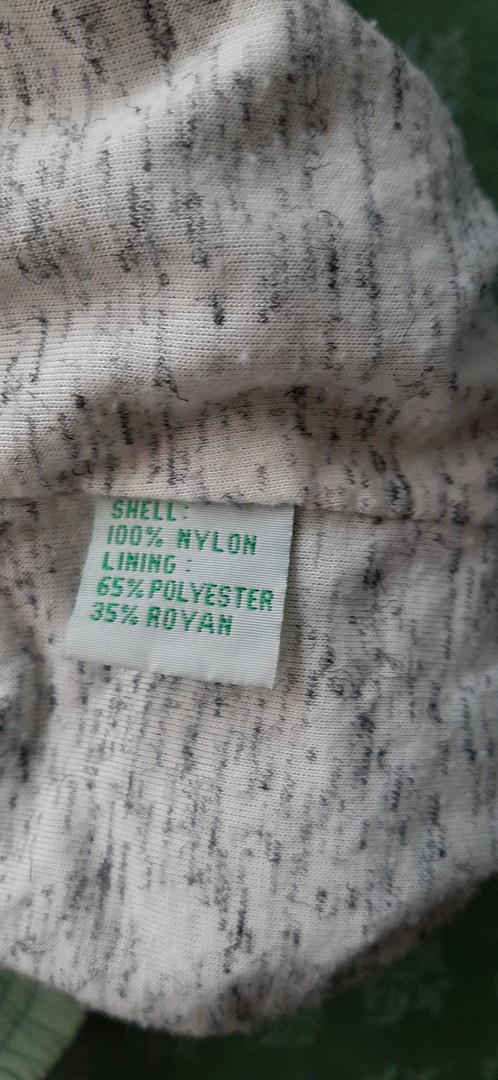 SHELL:
100% NYLON
LINING :
65% POLYESTER
35% ROYAN